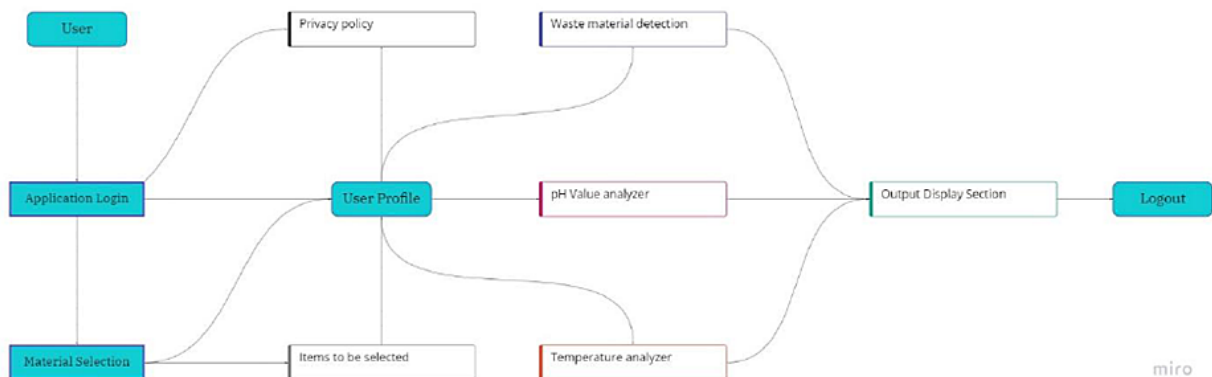 User
Privacy policy
Waste material detection
Application Login
User Profile
pH Value analyzer
Output Display Section
Logout
Material Selection
Items to be selected
Temperature analyzer
miro